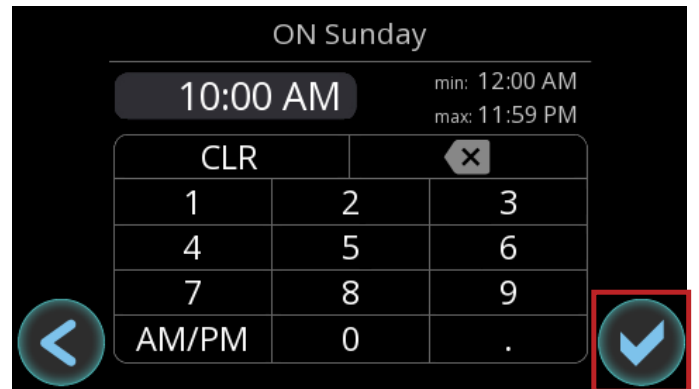 ON Sunday
10:00 AM
min: 12:00 AM
max: 11:59 PM
CLR
1 2 3
4 5 6
7 8 9
AM/PM 0 .